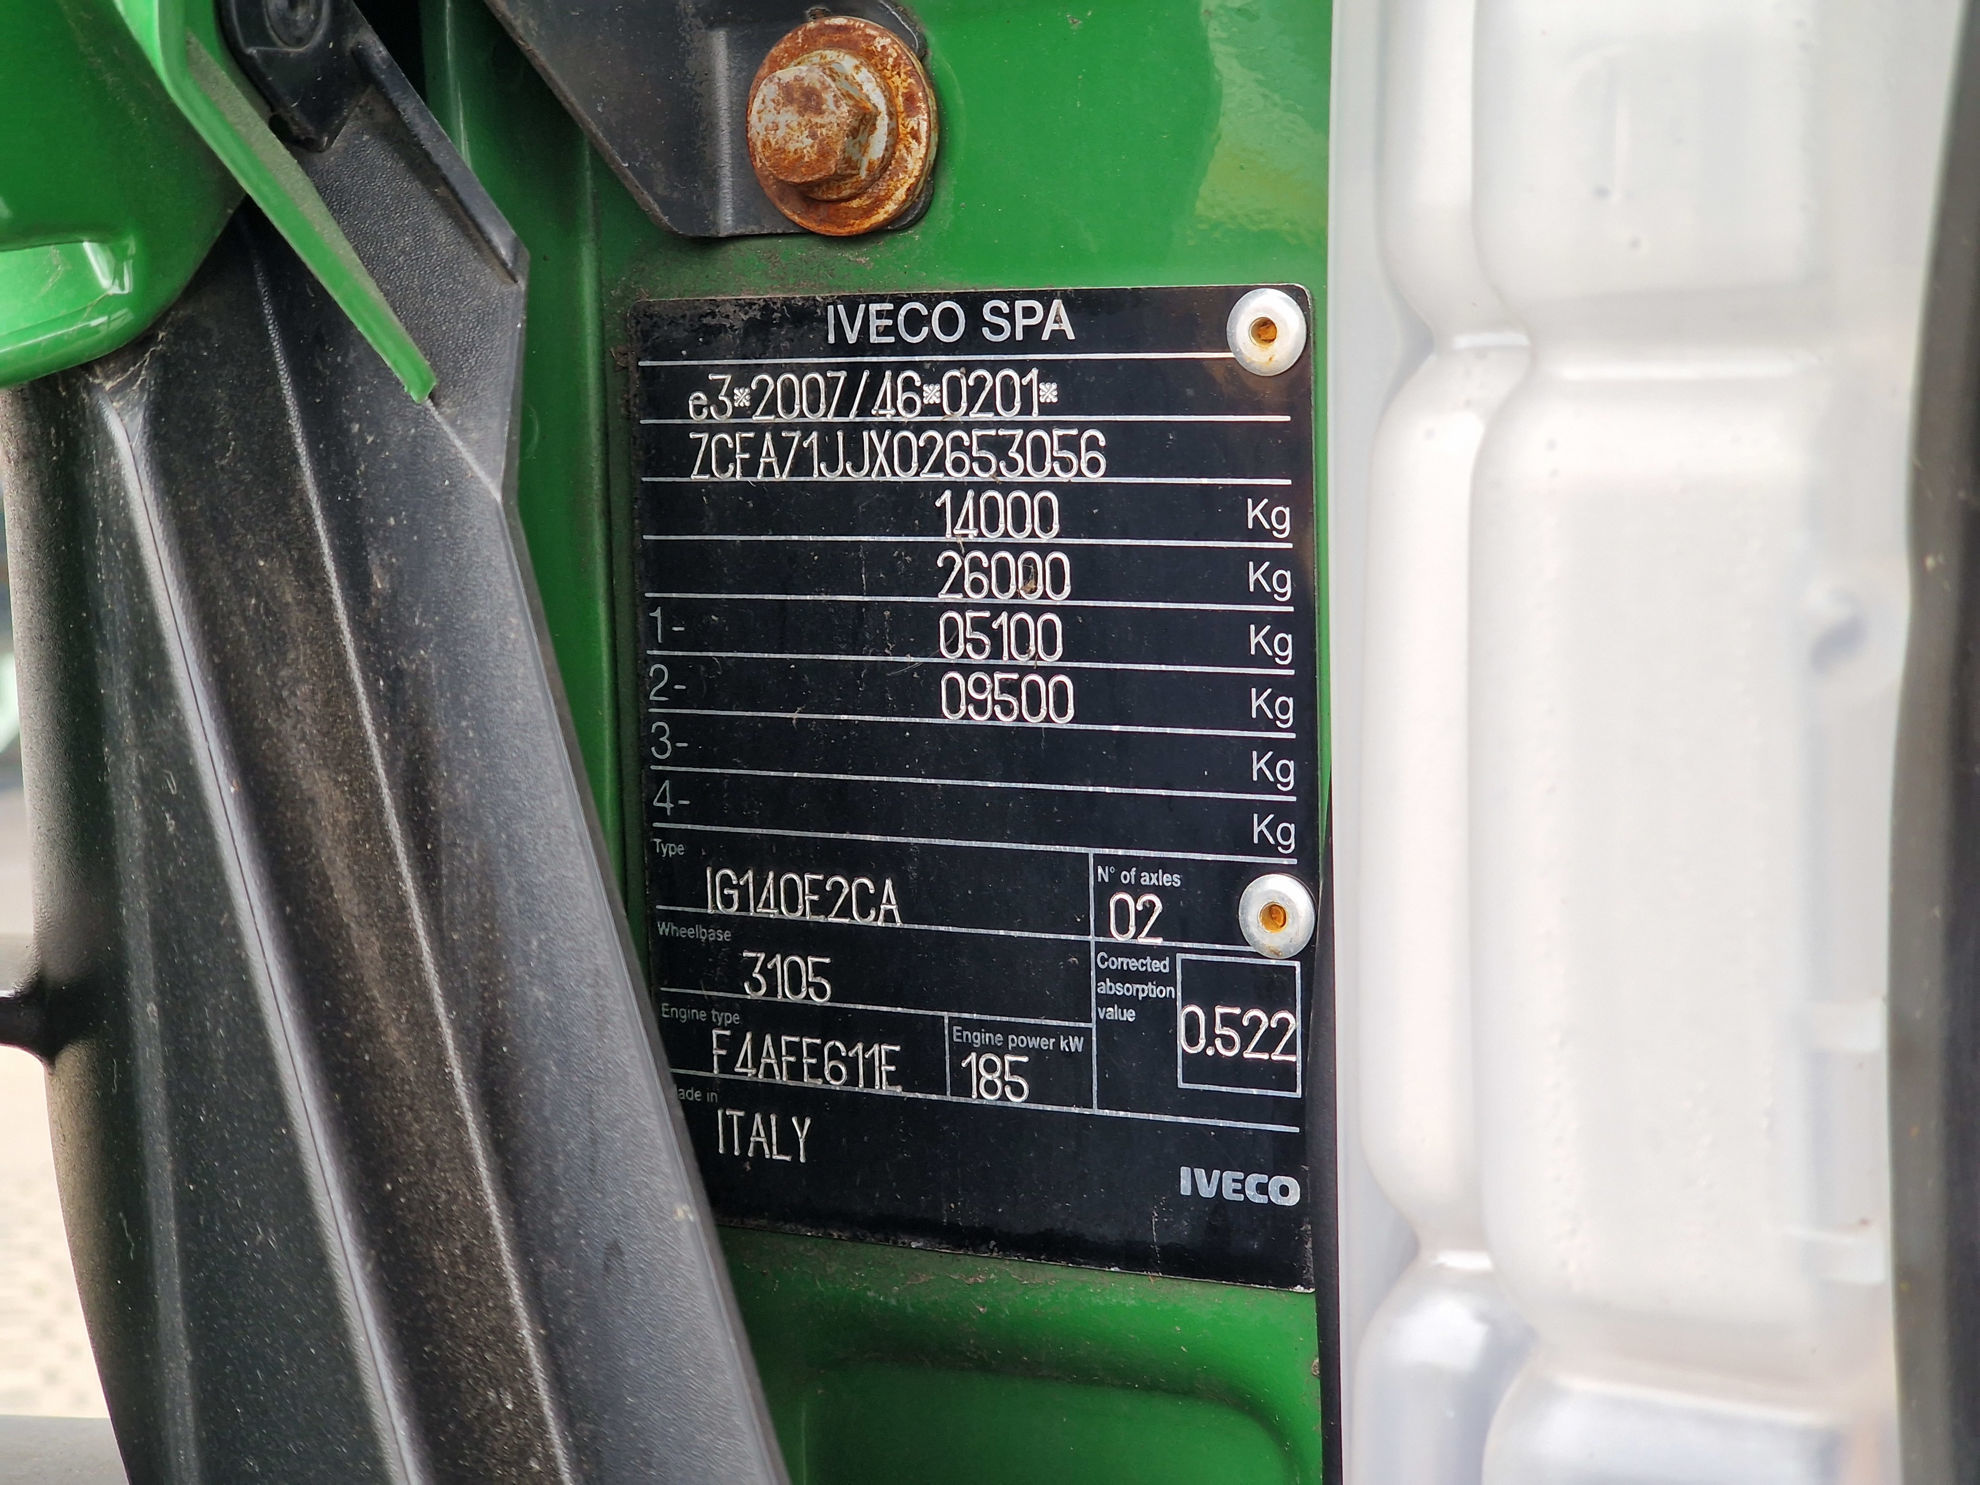 IVECO SPA
e3*2007/46*0201*
ZCFA71JJX02653056
14000 Kg
26000 Kg
1- 05100 Kg
2- 09500 Kg
3- Kg
4- Kg
Type
IG140E2CA
N° of axles
02
Wheelbase
3105
Corrected
absorption
value
0.522
Engine type
F4AFE611E
Engine power kW
185
ade in
ITALY
IVECO